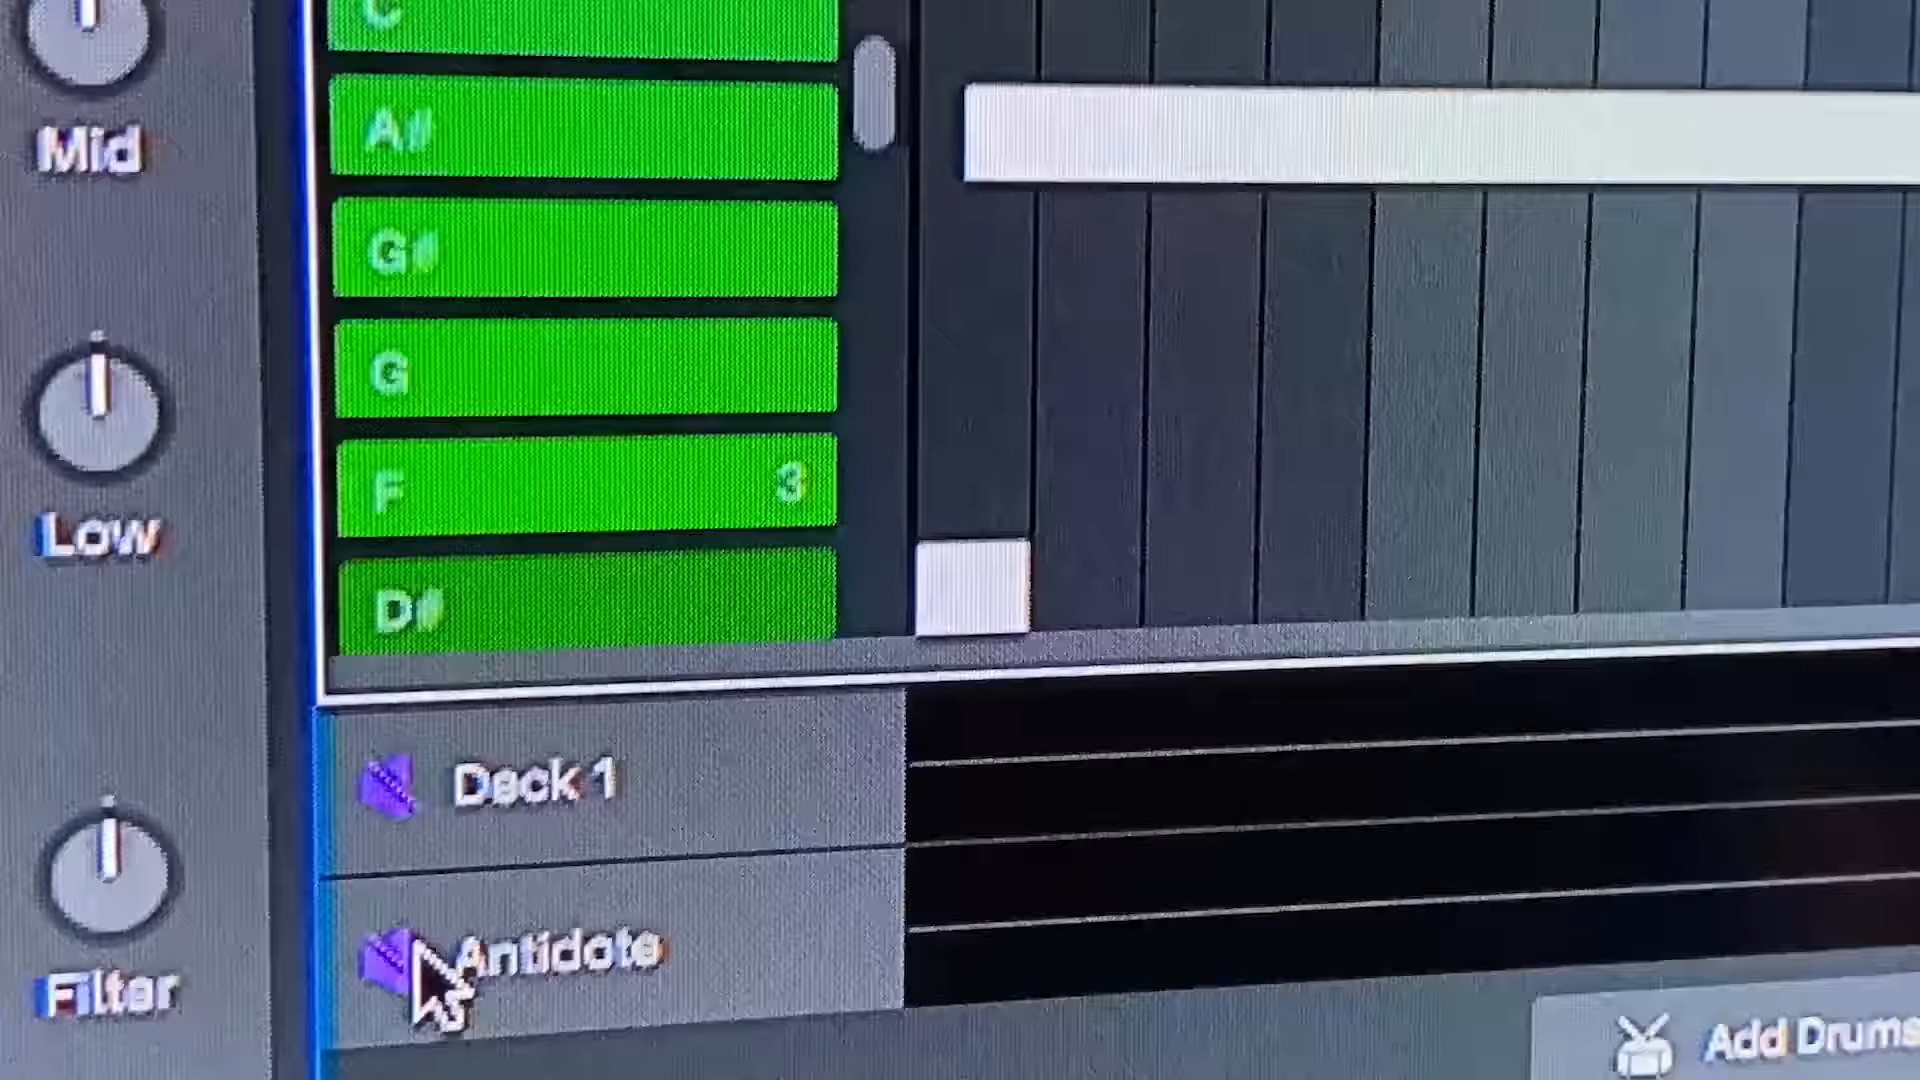 C
Mid
A#
G#
G
F 3
Low
D#
Deck 1
Antidote
Filter
Add Drums